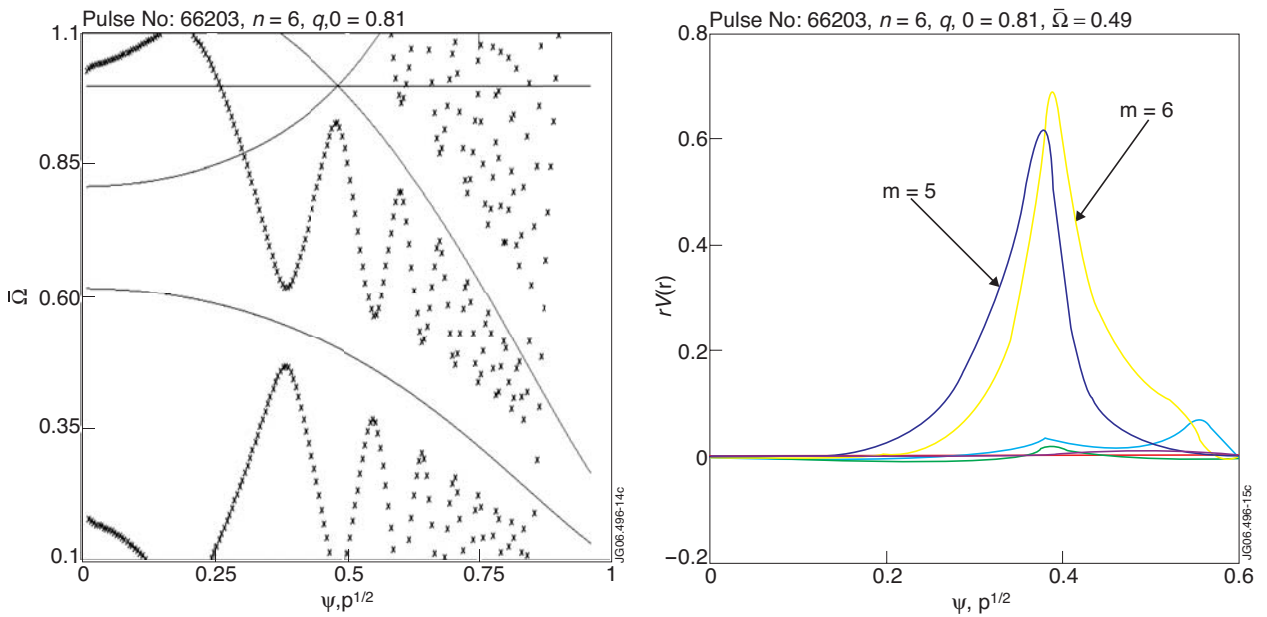 Pulse No: 66203, n = 6, q,0 = 0.81
1.1
0.85
0.60
0.35
0.1
Ω̅
0
0.25
0.5
0.75
1
ψ,p1/2
JG06.496-14c
Pulse No: 66203, n = 6, q, 0 = 0.81, Ω̅ = 0.49
0.8
0.6
0.4
0.2
0
−0.2
rV(r)
m = 5
m = 6
0
0.2
0.4
0.6
ψ, p1/2
JG06.496-15c